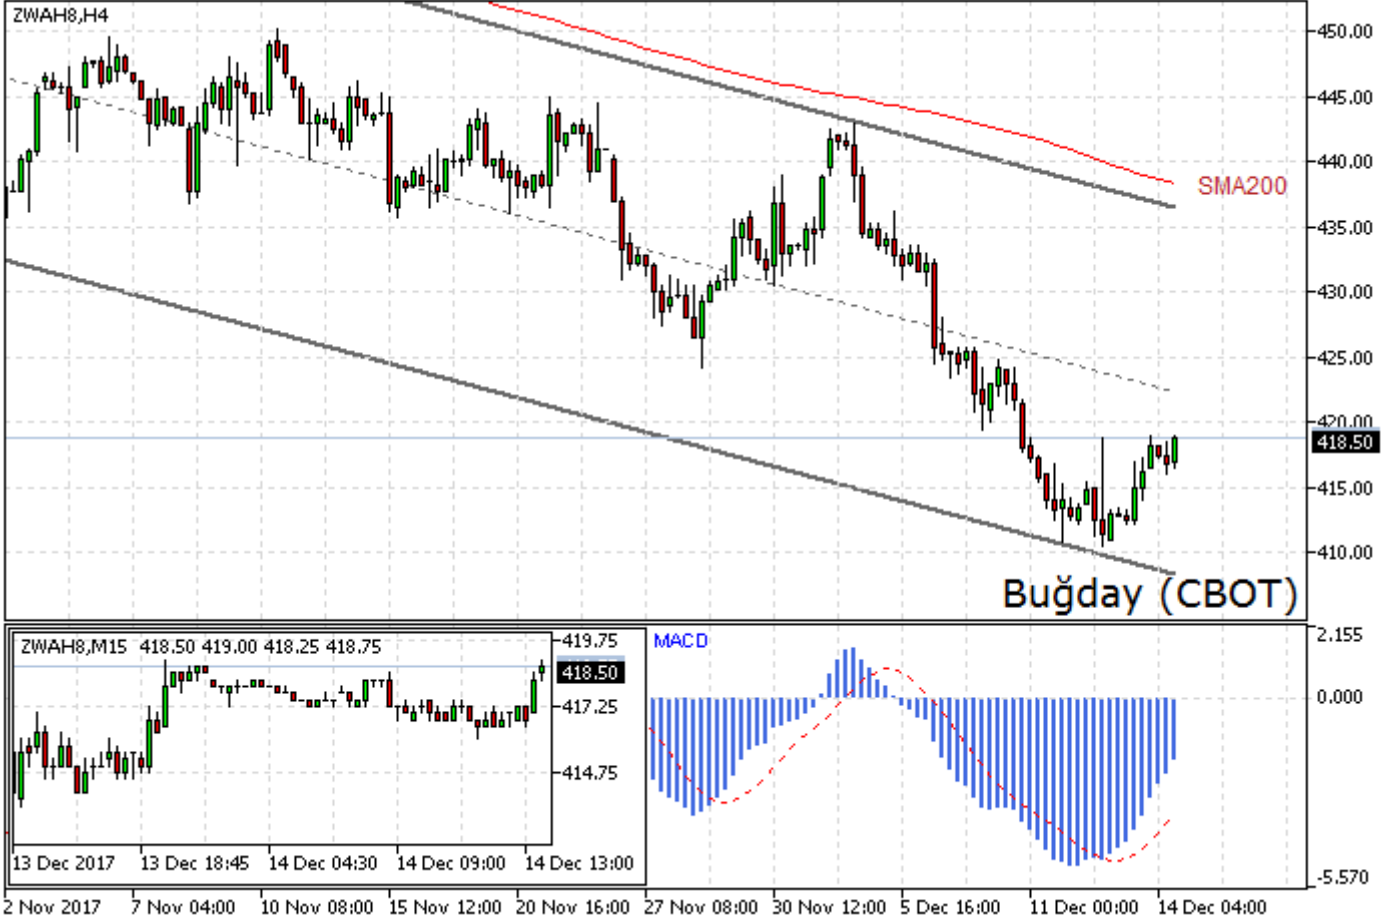 ZWAH8,H4
450.00
445.00
440.00
SMA200
435.00
430.00
425.00
420.00
418.50
415.00
410.00
Buğday (CBOT)
ZWAH8,M15 418.50 419.00 418.25 418.75
419.75
418.50
417.25
414.75
13 Dec 2017 13 Dec 18:45 14 Dec 04:30 14 Dec 09:00 14 Dec 13:00
MACD
2.155
0.000
-5.570
2 Nov 2017 7 Nov 04:00 10 Nov 08:00 15 Nov 12:00 20 Nov 16:00 27 Nov 08:00 30 Nov 12:00 5 Dec 16:00 11 Dec 00:00 14 Dec 04:00